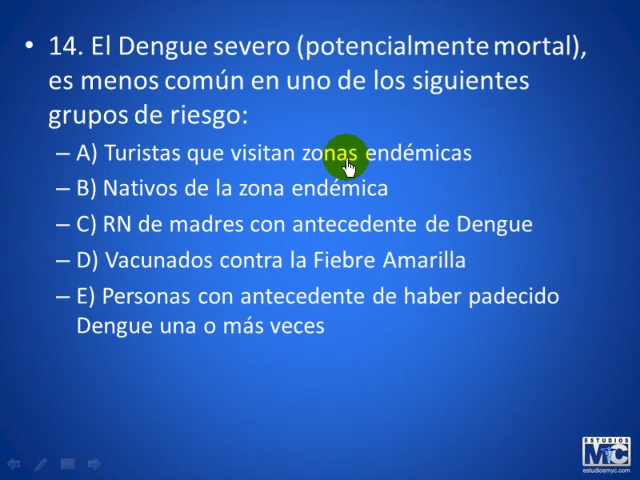 • 14. El Dengue severo (potencialmente mortal),
es menos común en uno de los siguientes
grupos de riesgo:
– A) Turistas que visitan zonas endémicas
– B) Nativos de la zona endémica
– C) RN de madres con antecedente de Dengue
– D) Vacunados contra la Fiebre Amarilla
– E) Personas con antecedente de haber padecido
Dengue una o más veces
ESTUDIOS
MyC
estudiosmyc.com